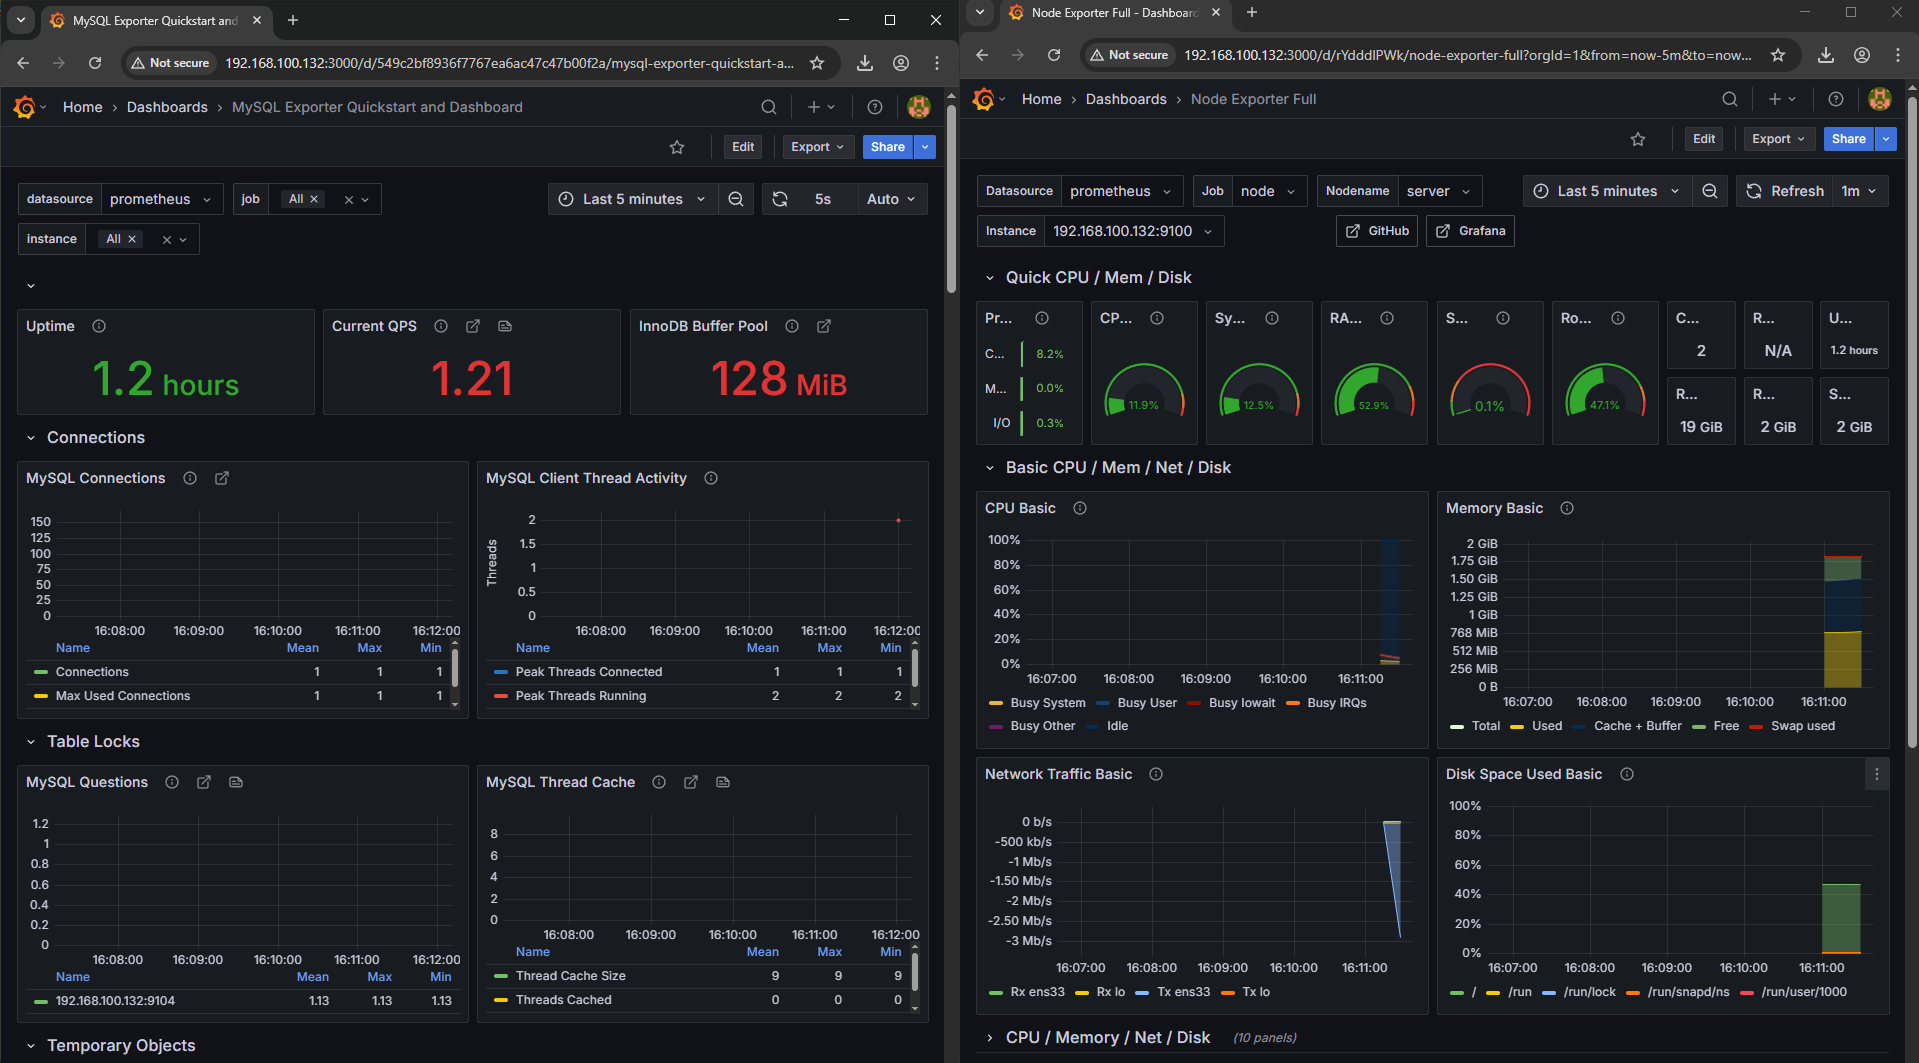 MySQL Exporter Quickstart and
Not secure
192.168.100.132:3000/d/549c2bf8936f7767ea6ac47c47b00f2a/mysql-exporter-quickstart-a...
Home > Dashboards > MySQL Exporter Quickstart and Dashboard
Edit
Export
Share
datasource prometheus
job All
Last 5 minutes
5s
Auto
instance All
Uptime
1.2 hours
Current QPS
1.21
InnoDB Buffer Pool
128 MiB
Connections
MySQL Connections
150
125
100
75
50
25
0
16:08:00 16:09:00 16:10:00 16:11:00 16:12:00
Name Mean Max Min
Connections 1 1 1
Max Used Connections 1 1 1
MySQL Client Thread Activity
Threads
2
1.5
1
0.5
0
16:08:00 16:09:00 16:10:00 16:11:00 16:12:00
Name Mean Max Min
Peak Threads Connected 1 1 1
Peak Threads Running 2 2 2
Table Locks
MySQL Questions
1.2
1
0.8
0.6
0.4
0.2
0
16:08:00 16:09:00 16:10:00 16:11:00 16:12:00
Name Mean Max Min
192.168.100.132:9104 1.13 1.13 1.13
MySQL Thread Cache
8
6
4
2
0
16:08:00 16:09:00 16:10:00 16:11:00 16:12:00
Name Mean Max Min
Thread Cache Size 9 9 9
Threads Cached 0 0 0
Temporary Objects
Node Exporter Full - Dashboard
Not secure
192.168.100.132:3000/d/rYdddlPWk/node-exporter-full?orgId=1&from=now-5m&to=now...
Home > Dashboards > Node Exporter Full
Edit
Export
Share
Datasource prometheus
Job node
Nodename server
Last 5 minutes
Refresh 1m
Instance 192.168.100.132:9100
GitHub
Grafana
Quick CPU / Mem / Disk
Pr...
C... 8.2%
M... 0.0%
I/O 0.3%
CP...
11.9%
Sy...
12.5%
RA...
52.9%
S...
0.1%
Ro...
47.1%
C...
2
R...
N/A
U...
1.2 hours
R...
19 GiB
R...
2 GiB
S...
2 GiB
Basic CPU / Mem / Net / Disk
CPU Basic
100%
80%
60%
40%
20%
0%
16:07:00 16:08:00 16:09:00 16:10:00 16:11:00
Busy System Busy User Busy Iowait Busy IRQs
Busy Other Idle
Memory Basic
2 GiB
1.75 GiB
1.50 GiB
1.25 GiB
1 GiB
768 MiB
512 MiB
256 MiB
0 B
16:07:00 16:08:00 16:09:00 16:10:00 16:11:00
Total Used Cache + Buffer Free Swap used
Network Traffic Basic
0 b/s
-500 kb/s
-1 Mb/s
-1.50 Mb/s
-2 Mb/s
-2.50 Mb/s
-3 Mb/s
16:07:00 16:08:00 16:09:00 16:10:00 16:11:00
Rx ens33 Rx lo Tx ens33 Tx lo
Disk Space Used Basic
100%
80%
60%
40%
20%
0%
16:07:00 16:08:00 16:09:00 16:10:00 16:11:00
/ /run /run/lock /run/snapd/ns /run/user/1000
CPU / Memory / Net / Disk (10 panels)